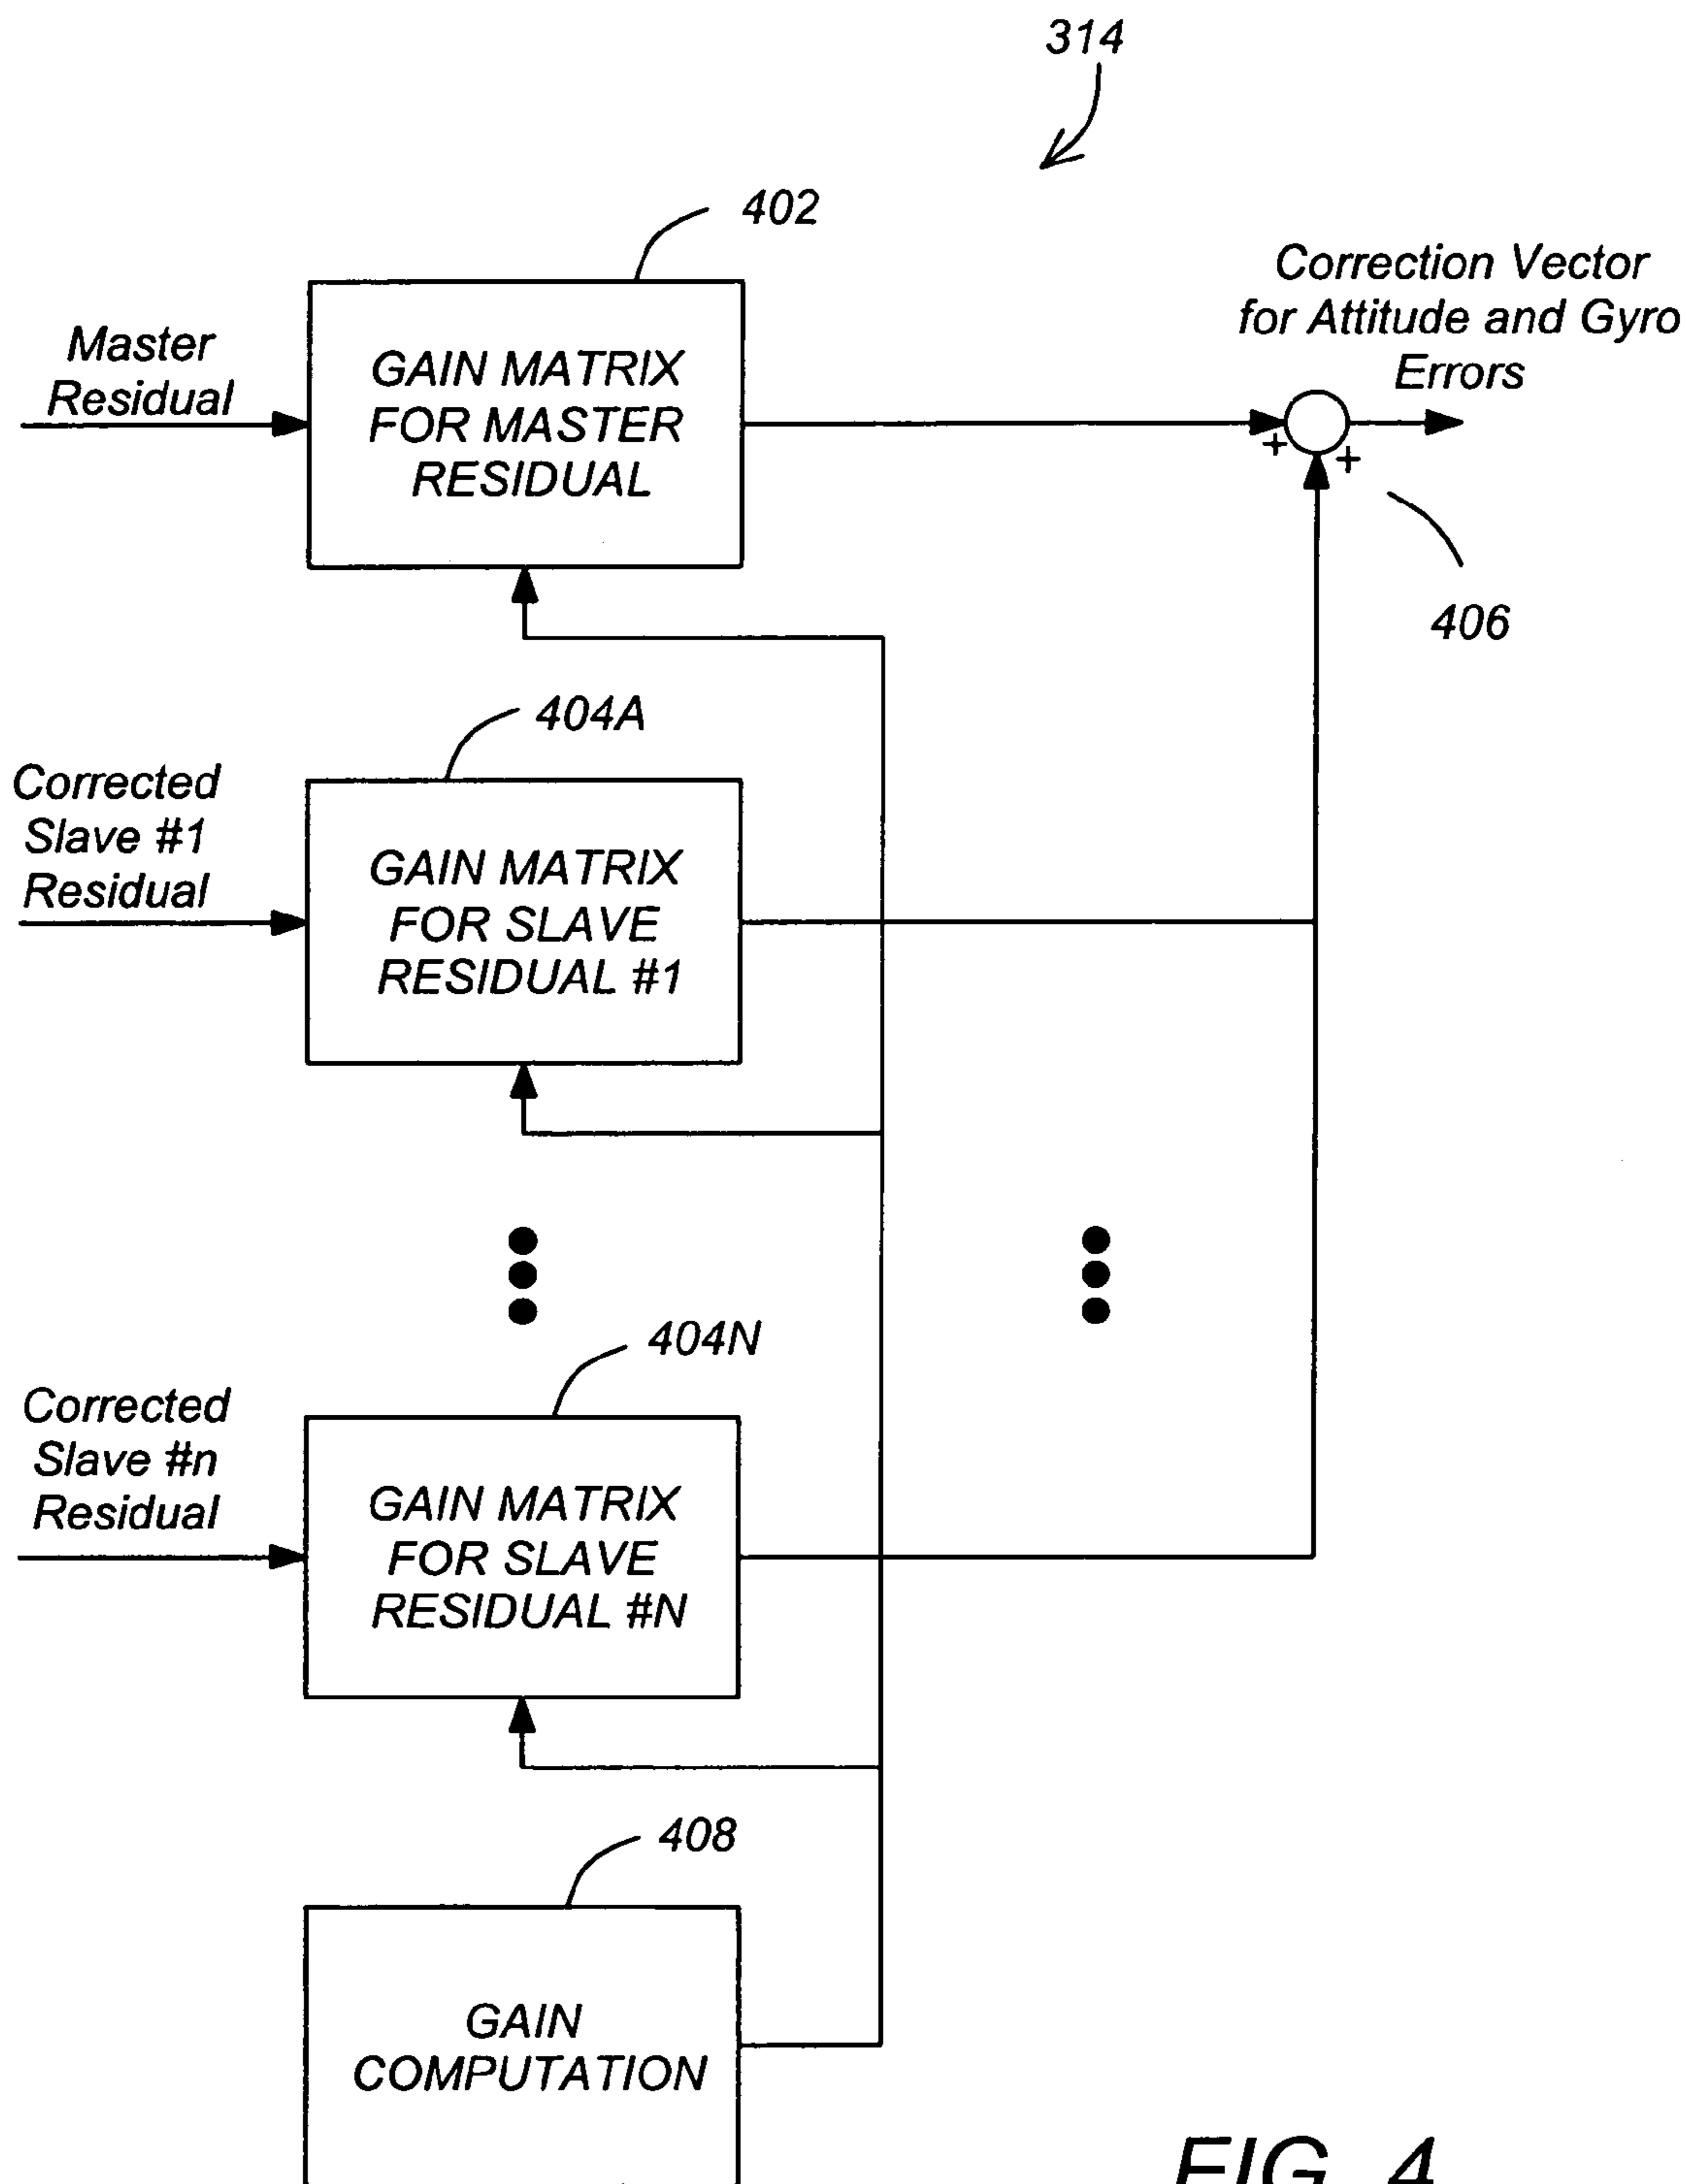 314
402
Correction Vector
for Attitude and Gyro
Errors
Master
Residual
GAIN MATRIX
FOR MASTER
RESIDUAL
+
+
406
404A
Corrected
Slave #1
Residual
GAIN MATRIX
FOR SLAVE
RESIDUAL #1
404N
Corrected
Slave #n
Residual
GAIN MATRIX
FOR SLAVE
RESIDUAL #N
408
GAIN
COMPUTATION
FIG. 4